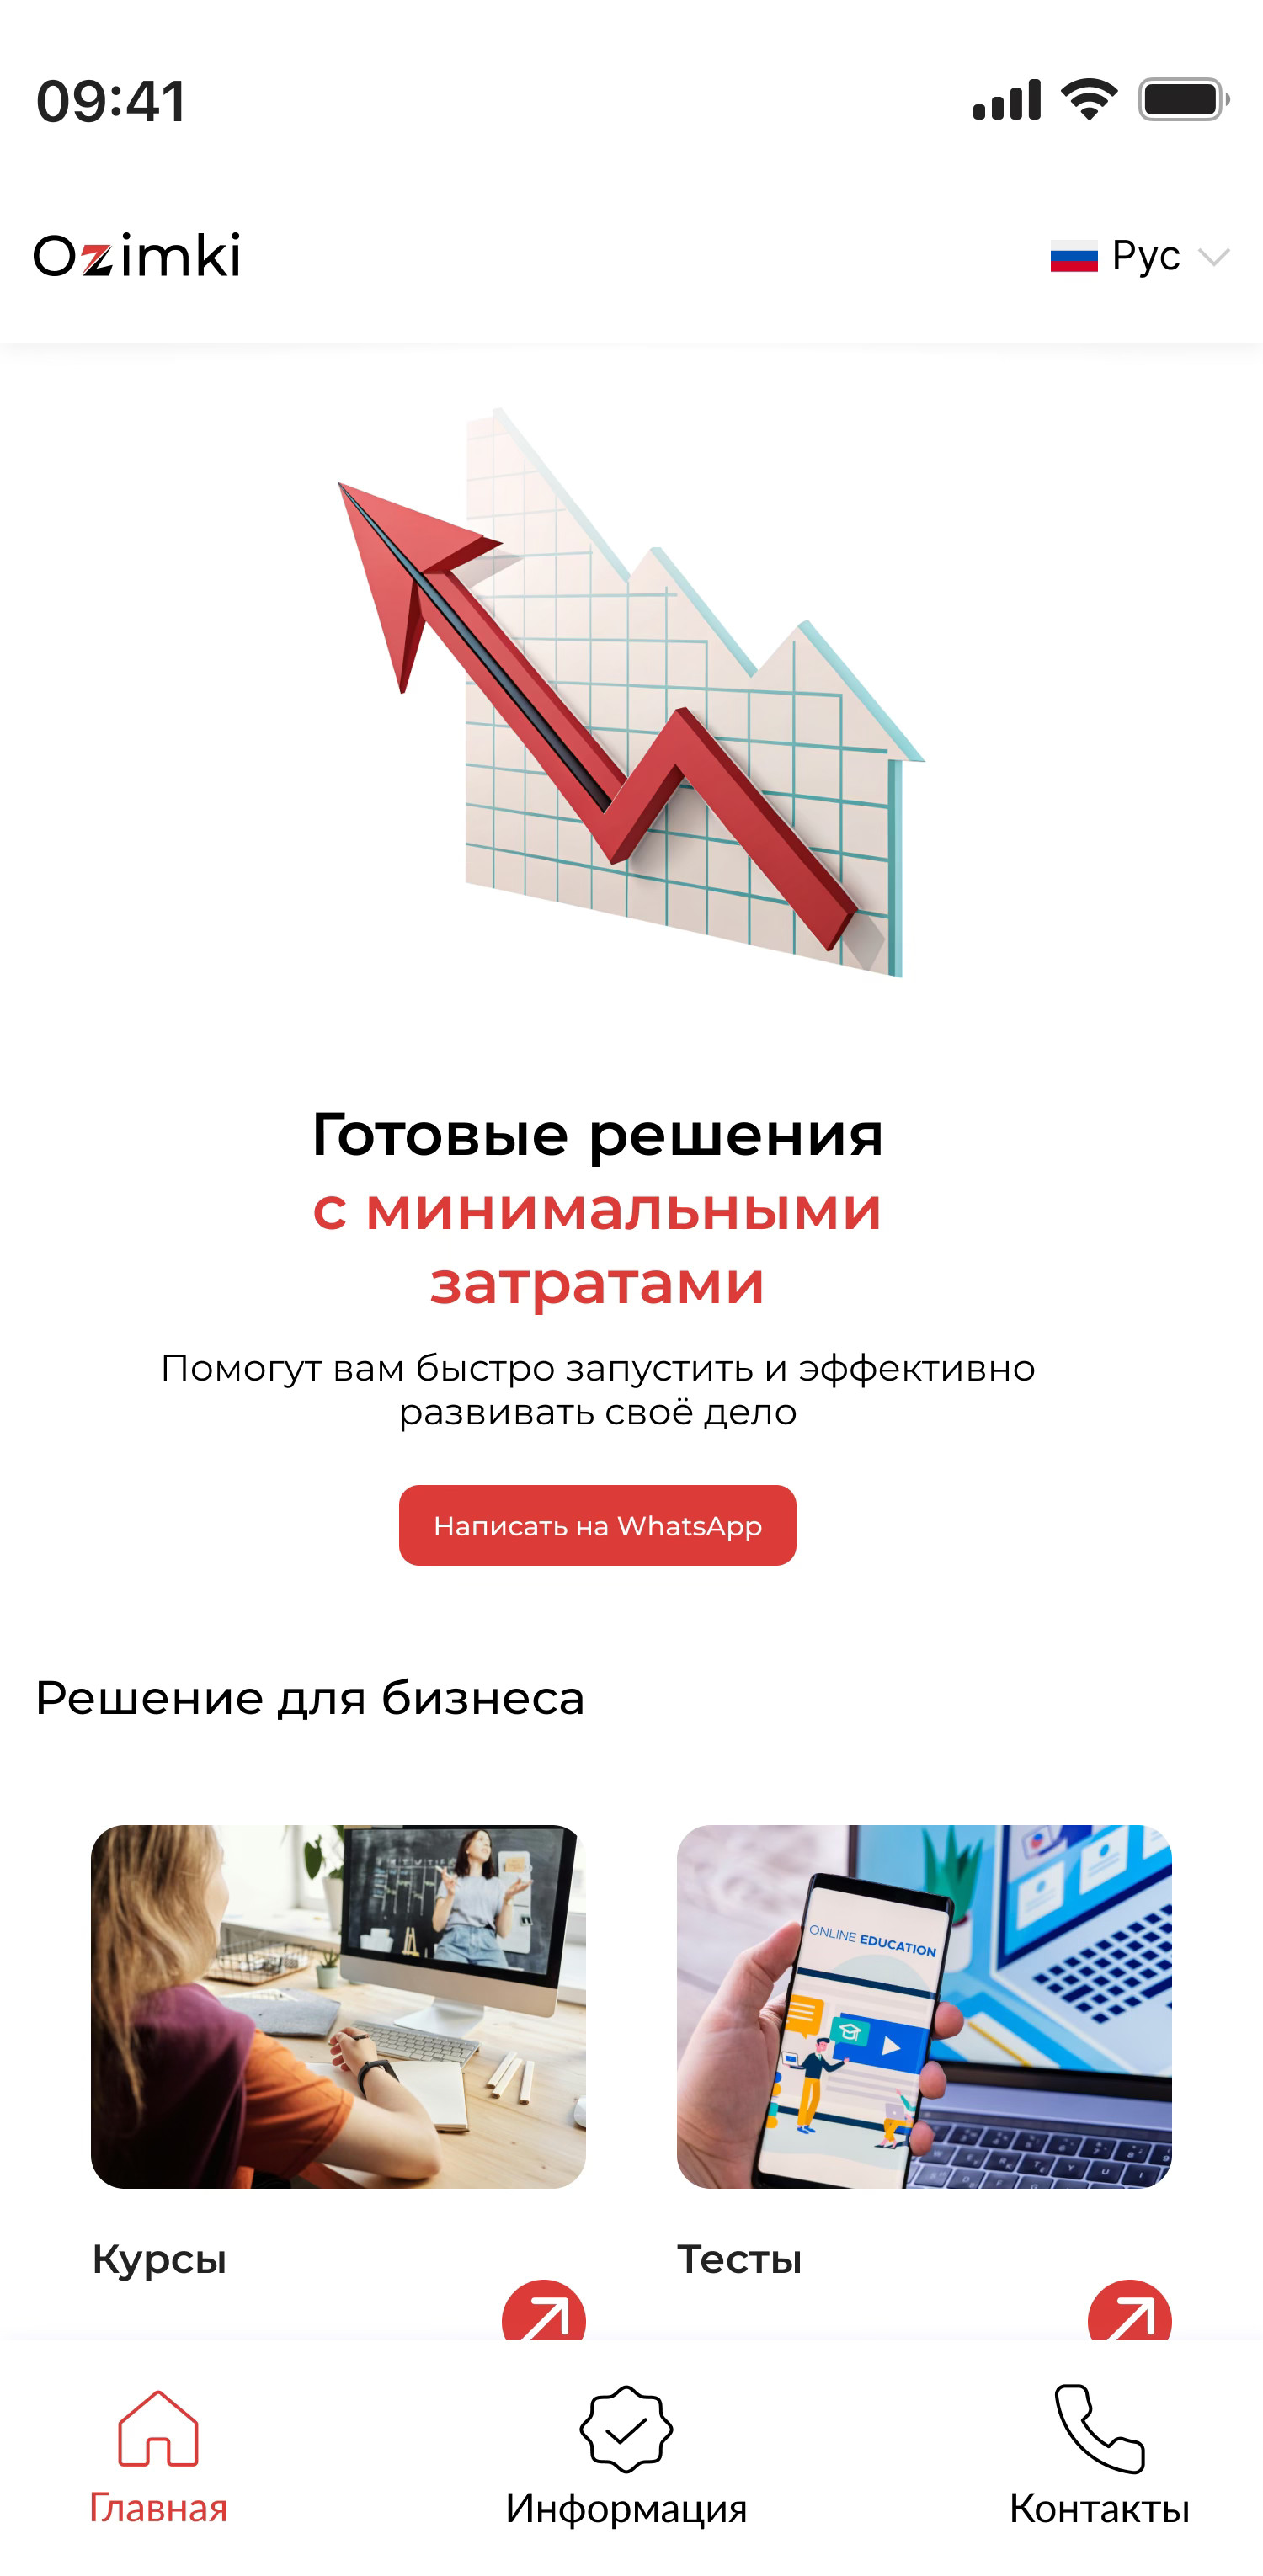 09:41
Ozimki
Рус
Готовые решения
с минимальными
затратами
Помогут вам быстро запустить и эффективно
развивать своё дело
Написать на WhatsApp
Решение для бизнеса
ONLINE EDUCATION
Курсы
Тесты
Главная
Информация
Контакты